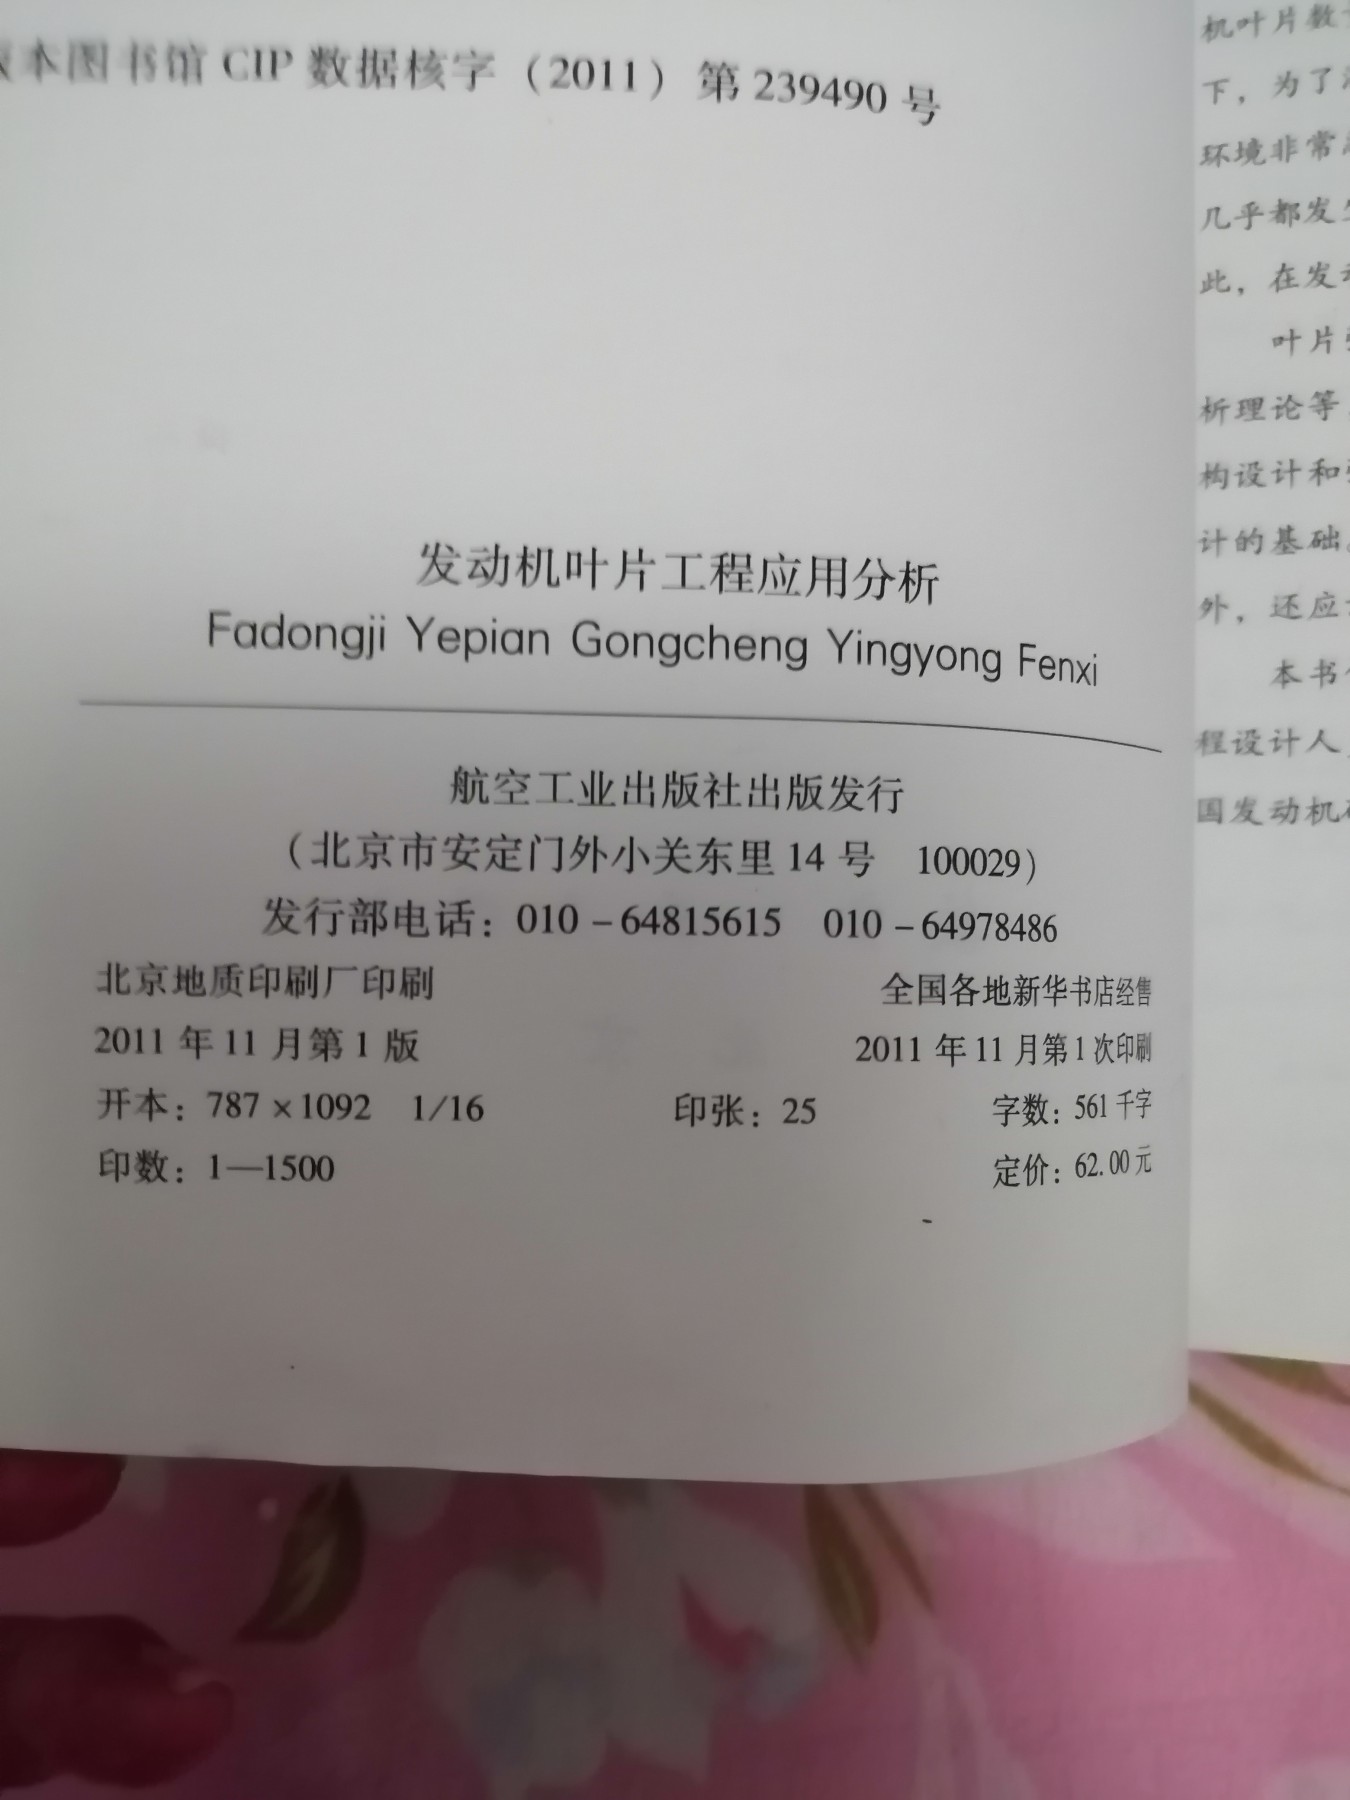 本图书馆 CIP 数据核字（2011）第 239490 号
发动机叶片工程应用分析
Fadongji Yepian Gongcheng Yingyong Fenxi
航空工业出版社出版发行
（北京市安定门外小关东里 14 号 100029）
发行部电话：010－64815615 010－64978486
北京地质印刷厂印刷 全国各地新华书店经售
2011 年 11 月第 1 版 2011 年 11 月第 1 次印刷
开本：787×1092 1/16 印张：25 字数：561 千字
印数：1—1500 定价：62.00 元
机叶片数
下，为了
环境非常
几乎都发
此，在发
叶片
析理论等
构设计和
计的基础
外，还应
本书
程设计人
国发动机